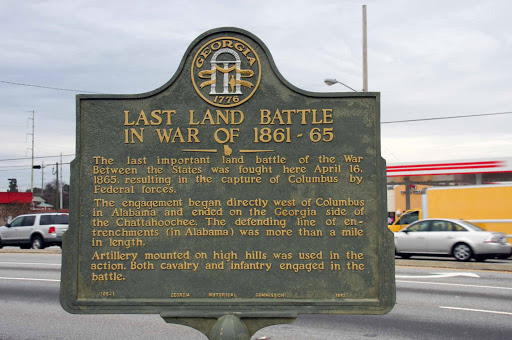 GEORGIA
1776
LAST LAND BATTLE
IN WAR OF 1861-65
The last important land battle of the War
Between the States was fought here April 16,
1865, resulting in the capture of Columbus by
Federal forces.
The engagement began directly west of Columbus
in Alabama and ended on the Georgia side of
the Chattahoochee. The defending line of en-
trenchments (in Alabama) was more than a mile
in length.
Artillery mounted on high hills was used in the
action. Both cavalry and infantry engaged in the
battle.
GEORGIA HISTORICAL COMMISSION